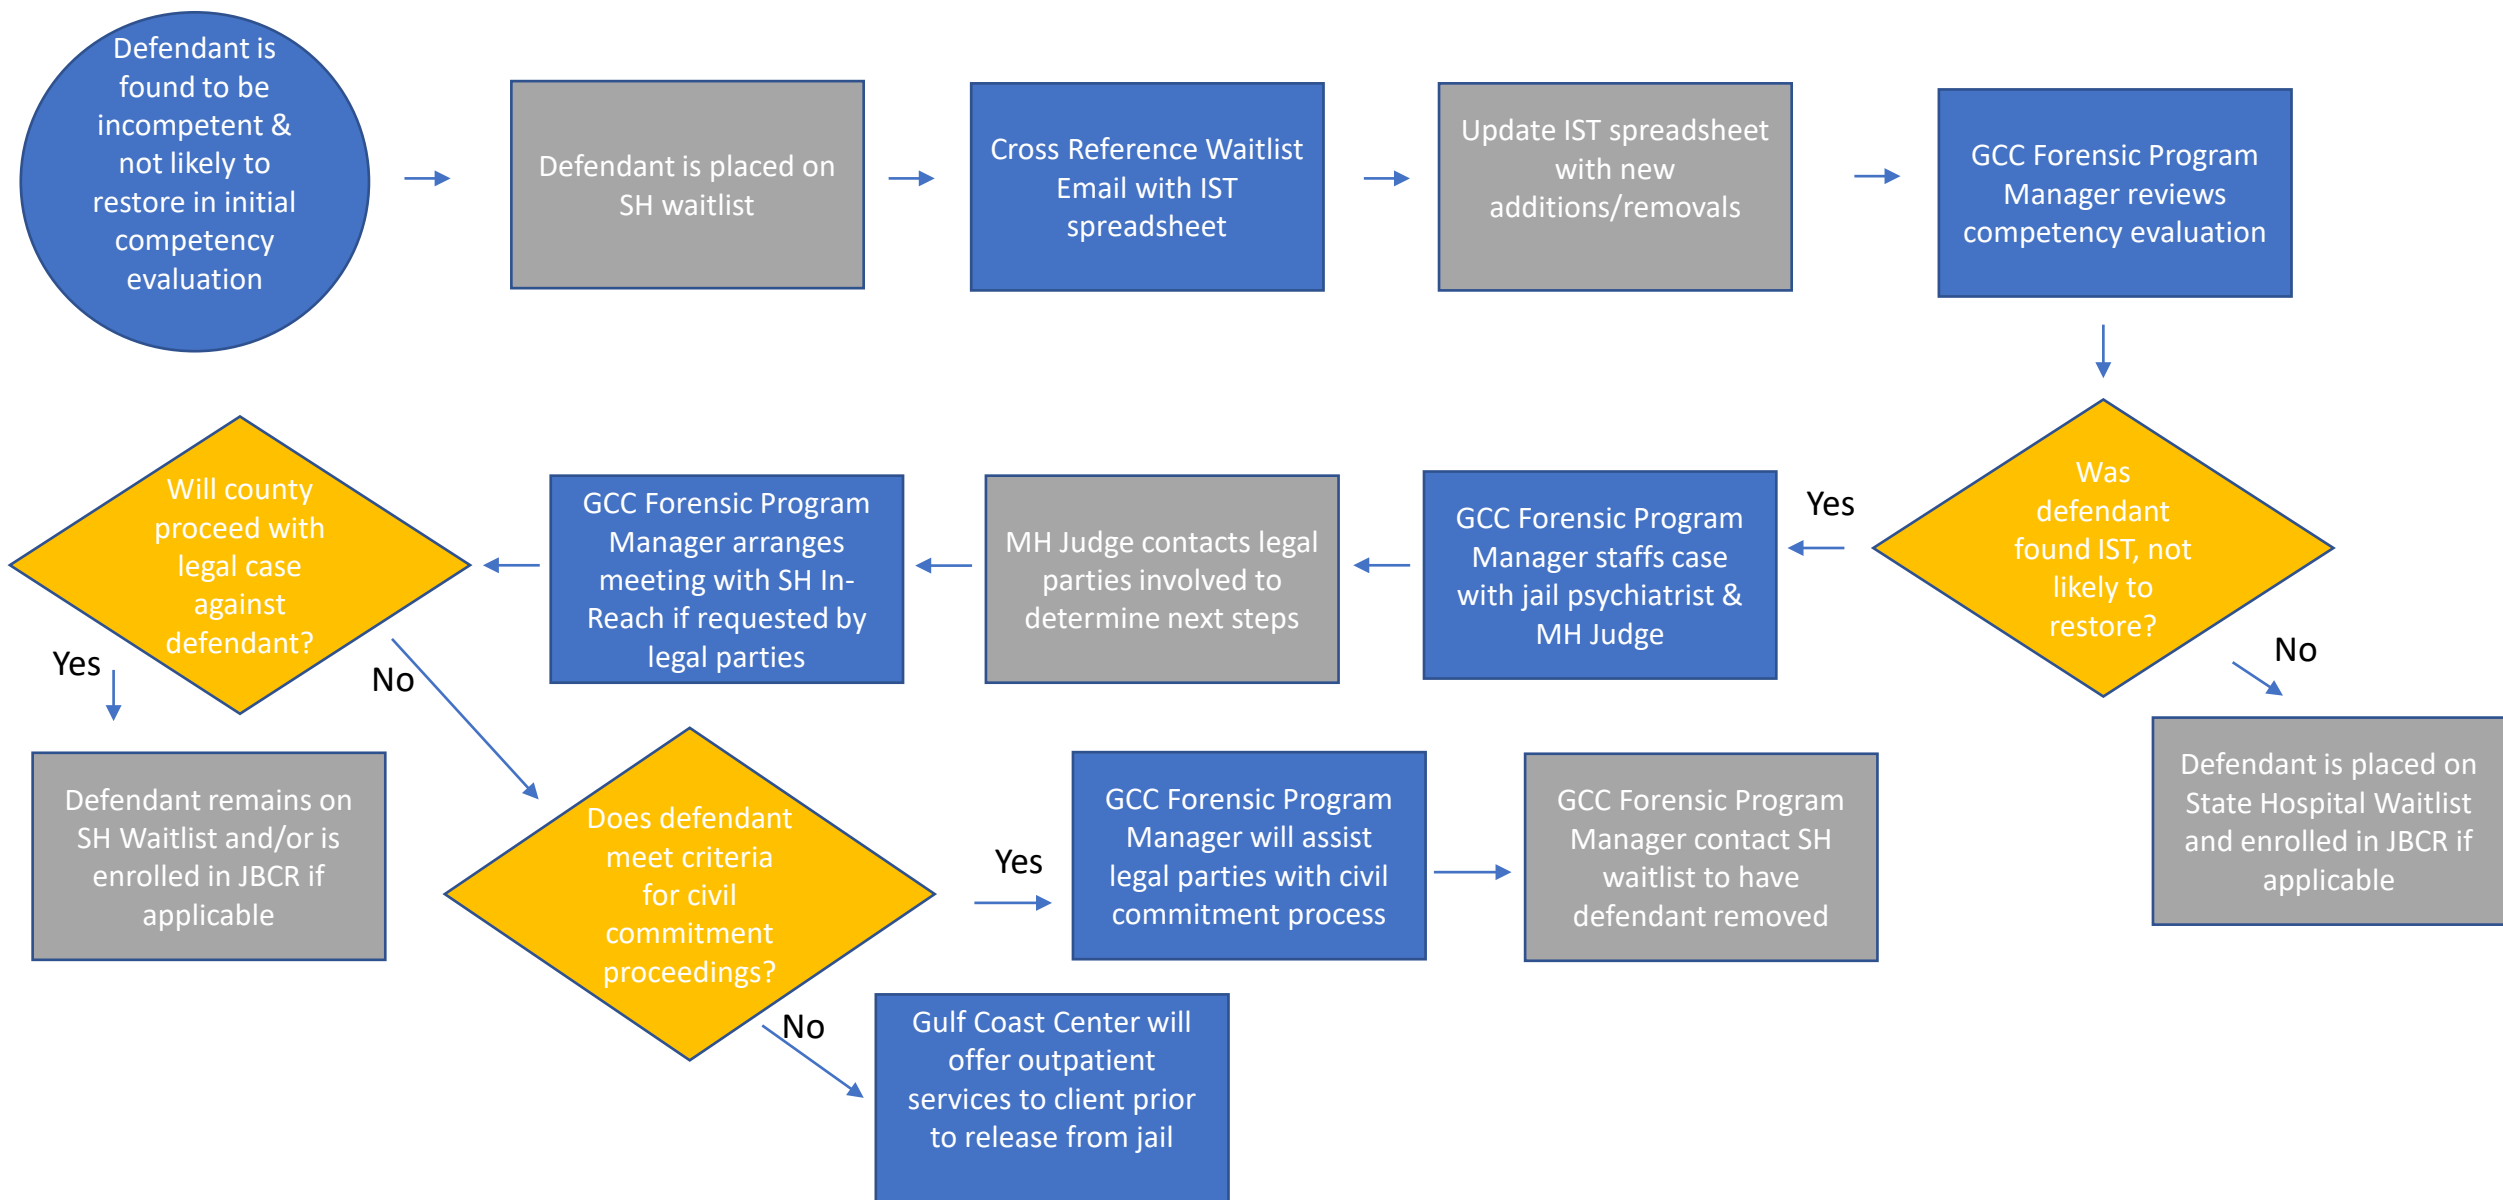 Defendant is
found to be
incompetent &
not likely to
restore in initial
competency
evaluation
Defendant is placed on
SH waitlist
Cross Reference Waitlist
Email with IST
spreadsheet
Update IST spreadsheet
with new
additions/removals
GCC Forensic Program
Manager reviews
competency evaluation
Was
defendant
found IST, not
likely to
restore?
Yes
No
GCC Forensic Program
Manager staffs case
with jail psychiatrist &
MH Judge
MH Judge contacts legal
parties involved to
determine next steps
GCC Forensic Program
Manager arranges
meeting with SH In-
Reach if requested by
legal parties
Will county
proceed with
legal case
against
defendant?
Yes
No
Defendant remains on
SH Waitlist and/or is
enrolled in JBCR if
applicable
Does defendant
meet criteria
for civil
commitment
proceedings?
Yes
No
GCC Forensic Program
Manager will assist
legal parties with civil
commitment process
GCC Forensic Program
Manager contact SH
waitlist to have
defendant removed
Defendant is placed on
State Hospital Waitlist
and enrolled in JBCR if
applicable
Gulf Coast Center will
offer outpatient
services to client prior
to release from jail